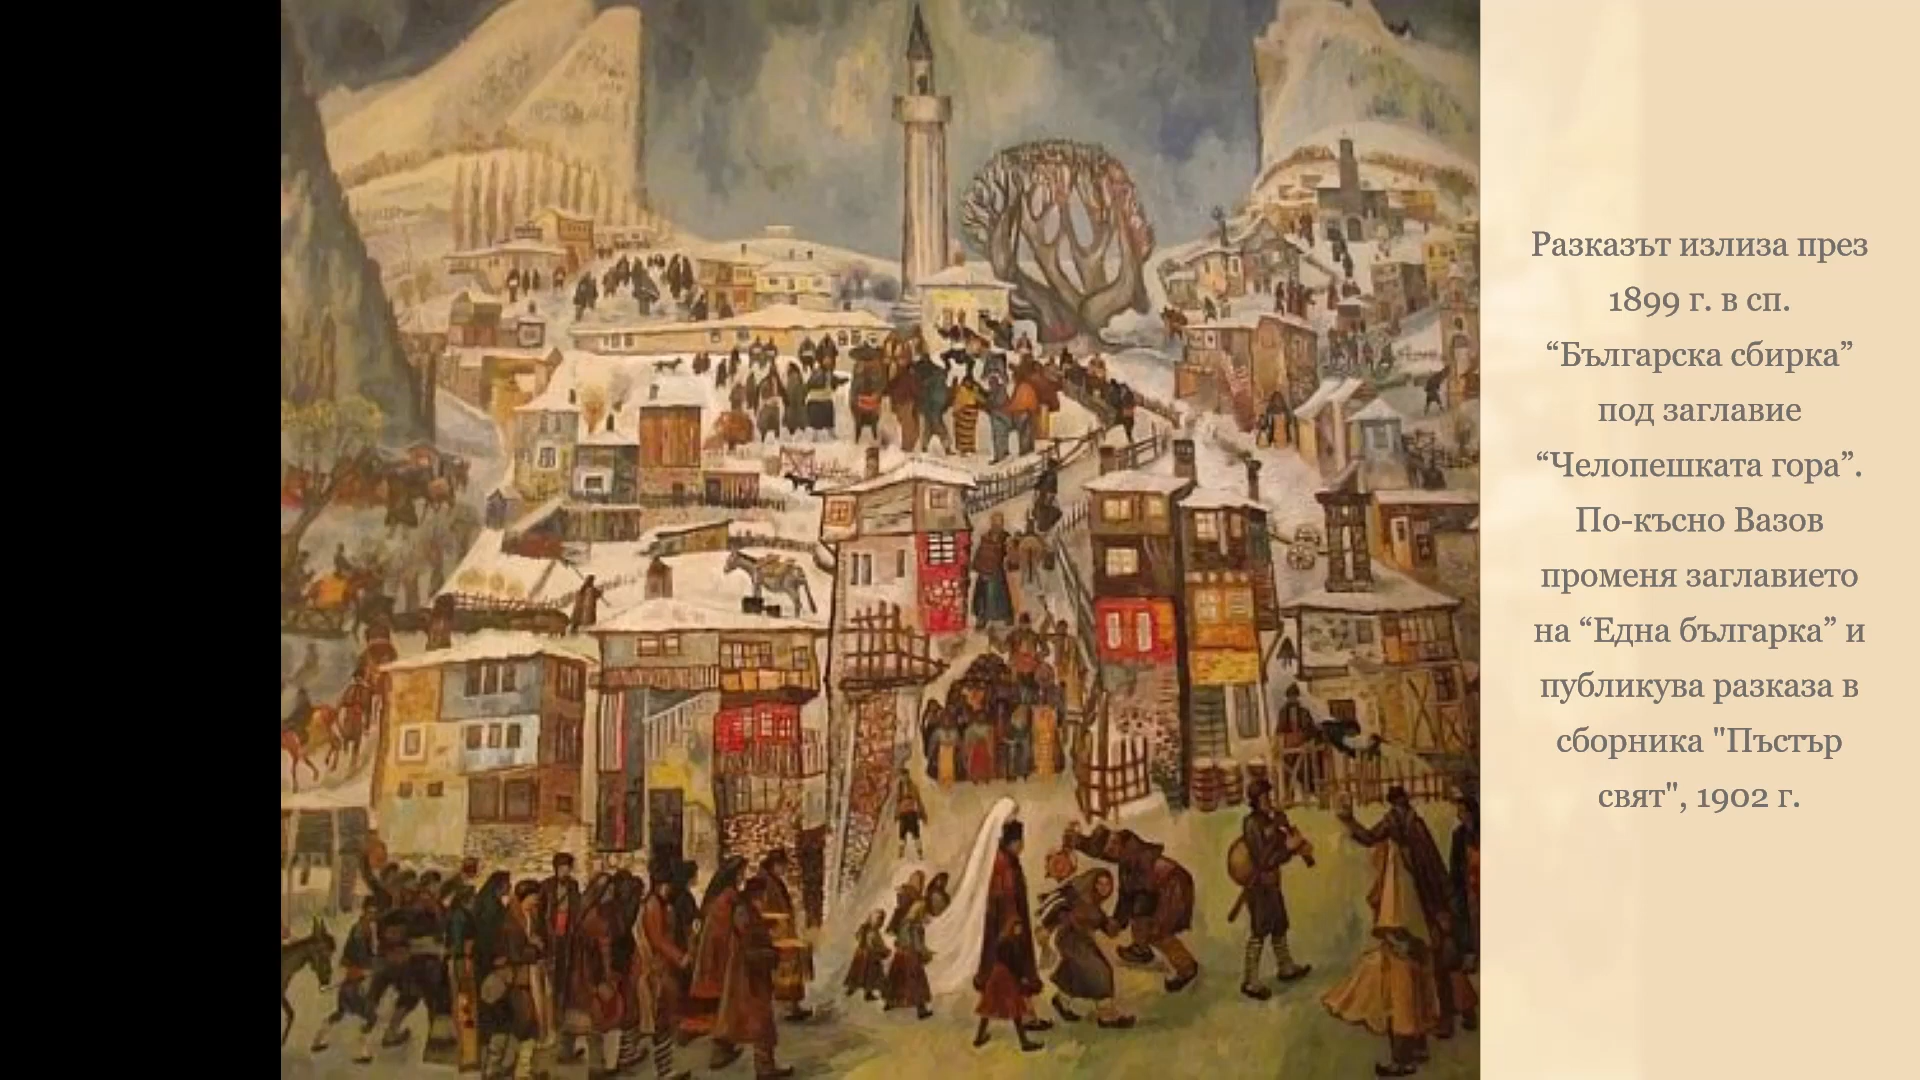 Разказът излиза през
1899 г. в сп.
“Българска сбирка”
под заглавие
“Челопешката гора”.
По-късно Вазов
променя заглавието
на “Една българка” и
публикува разказа в
сборника "Пъстър
свят", 1902 г.